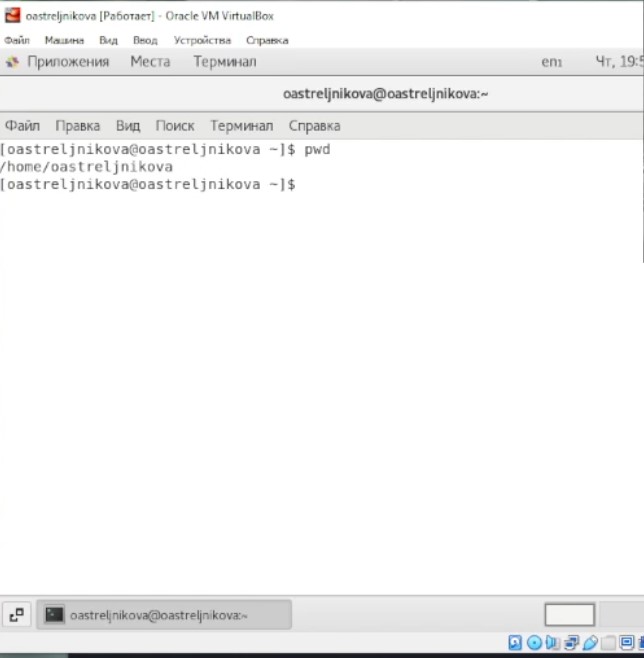 oastreljnikova [Работает] - Oracle VM VirtualBox
Файл Машина Вид Ввод Устройства Справка
Приложения Места Терминал en₁ Чт, 19:5
oastreljnikova@oastreljnikova:~
Файл Правка Вид Поиск Терминал Справка
[oastreljnikova@oastreljnikova ~]$ pwd
/home/oastreljnikova
[oastreljnikova@oastreljnikova ~]$
oastreljnikova@oastreljnikova:~